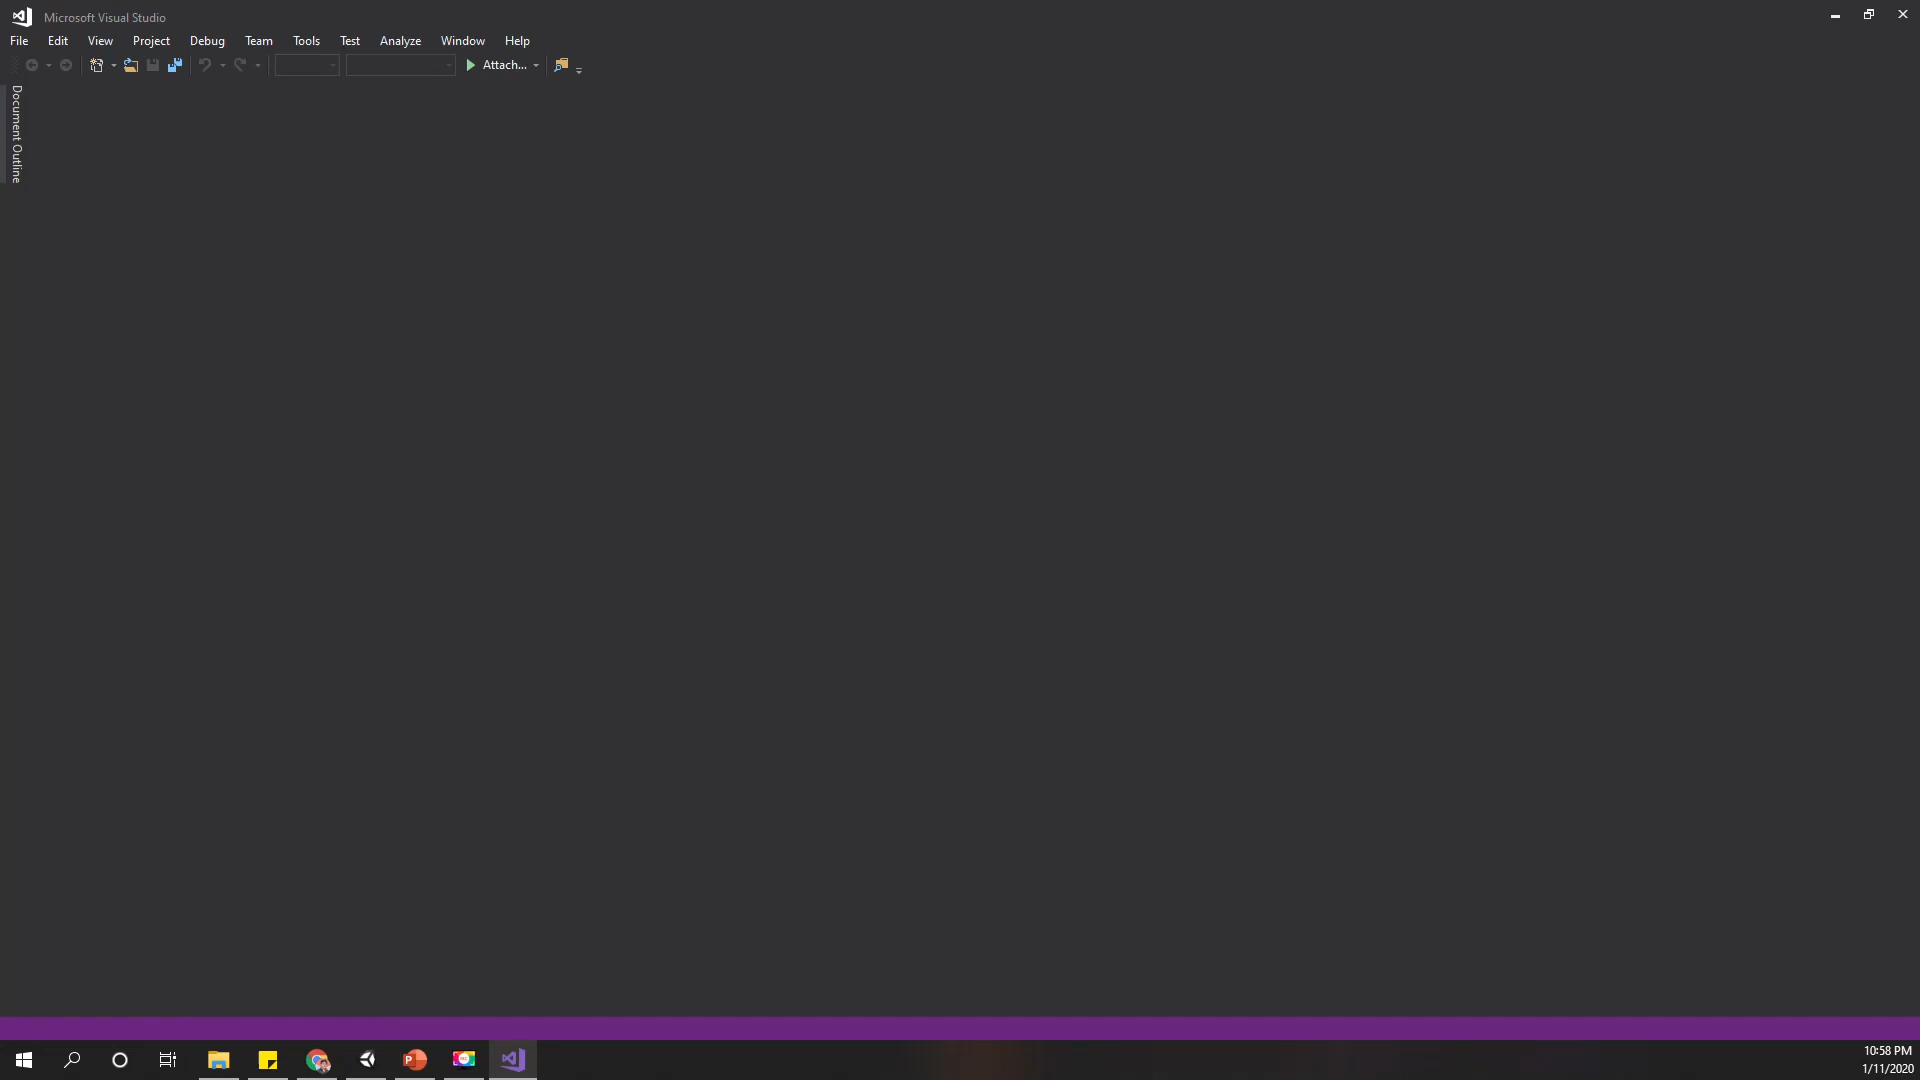 Microsoft Visual Studio
File Edit View Project Debug Team Tools Test Analyze Window Help
Attach...
Document Outline
10:58 PM
1/11/2020